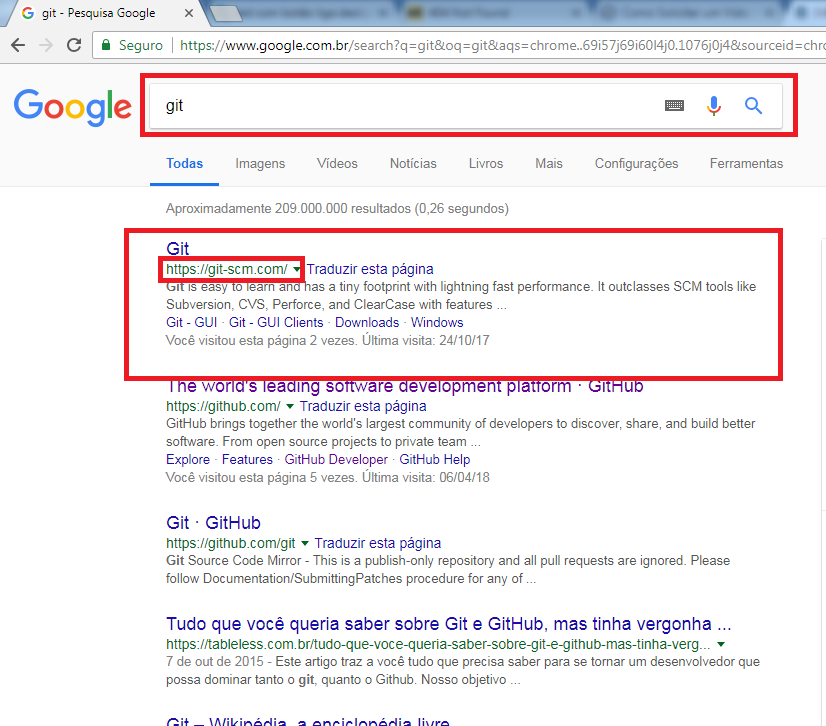 git - Pesquisa Google
404 Not Found
Seguro https://www.google.com.br/search?q=git&oq=git&aqs=chrome..69i57j69i60l4j0.1076j0j4&sourceid=chro
Google
git
Todas Imagens Vídeos Notícias Livros Mais Configurações Ferramentas
Aproximadamente 209.000.000 resultados (0,26 segundos)
Git
https://git-scm.com/ Traduzir esta página
Git is easy to learn and has a tiny footprint with lightning fast performance. It outclasses SCM tools like
Subversion, CVS, Perforce, and ClearCase with features ...
Git - GUI · Git - GUI Clients · Downloads · Windows
Você visitou esta página 2 vezes. Última visita: 24/10/17
The world's leading software development platform · GitHub
https://github.com/ Traduzir esta página
GitHub brings together the world's largest community of developers to discover, share, and build better
software. From open source projects to private team ...
Explore · Features · GitHub Developer · GitHub Help
Você visitou esta página 5 vezes. Última visita: 06/04/18
Git · GitHub
https://github.com/git Traduzir esta página
Git Source Code Mirror - This is a publish-only repository and all pull requests are ignored. Please
follow Documentation/SubmittingPatches procedure for any of ...
Tudo que você queria saber sobre Git e GitHub, mas tinha vergonha ...
https://tableless.com.br/tudo-que-voce-queria-saber-sobre-git-e-github-mas-tinha-verg...
7 de out de 2015 - Este artigo traz a você tudo que precisa saber para se tornar um desenvolvedor que
possa dominar tanto o git, quanto o Github. Nosso objetivo ...
Git – Wikipédia, a enciclopédia livre